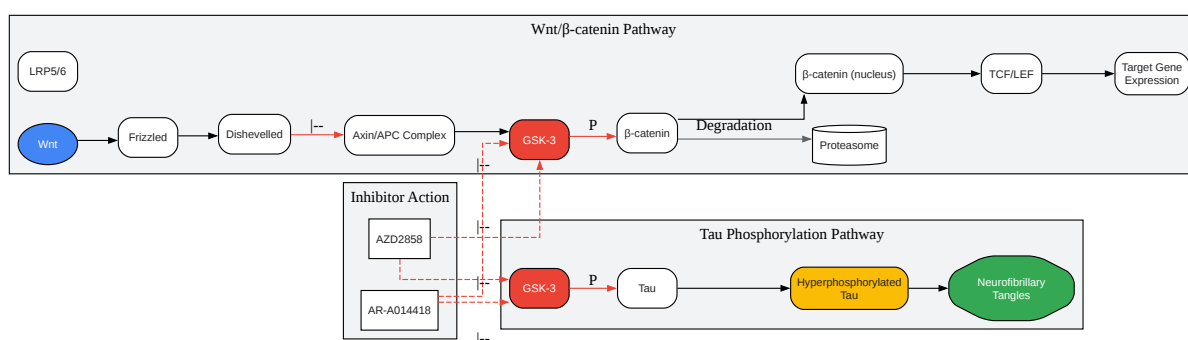 Wnt/β-catenin Pathway
LRP5/6
β-catenin (nucleus)
TCF/LEF
Target Gene
Expression
Wnt
Frizzled
Dishevelled
|--
Axin/APC Complex
GSK-3
P
β-catenin
Degradation
Proteasome
|--
Inhibitor Action
AZD2858
|--
AR-A014418
|--
|--
Tau Phosphorylation Pathway
GSK-3
P
Tau
Hyperphosphorylated
Tau
Neurofibrillary
Tangles